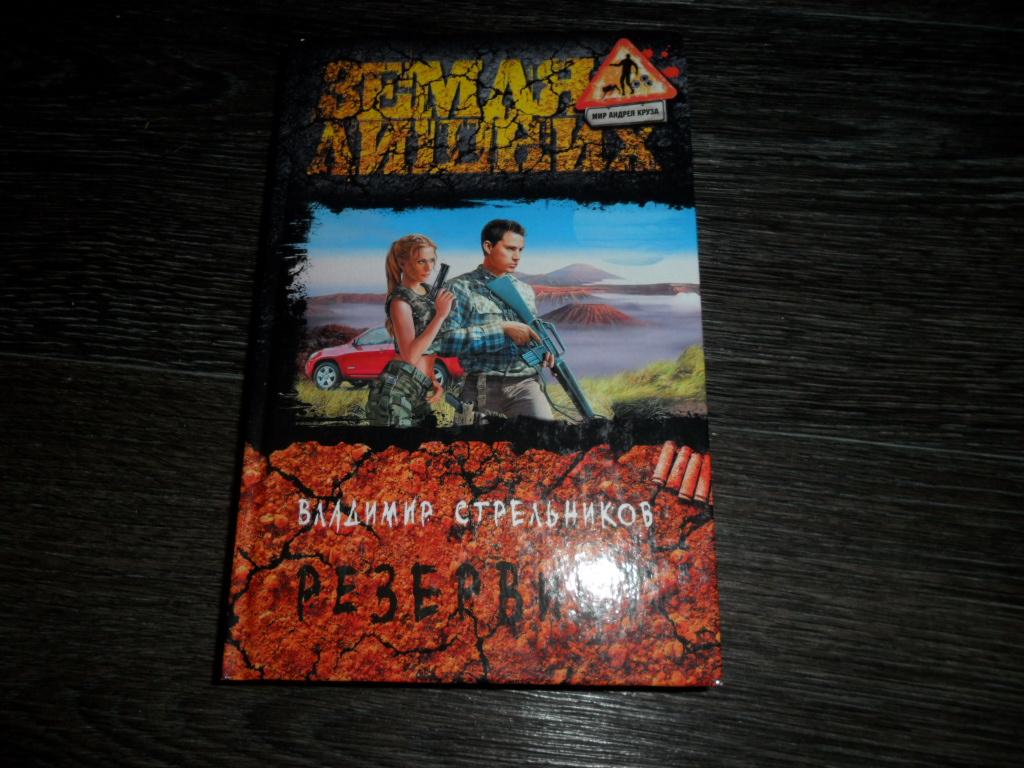 ЗЕМЛЯ
ЛИШНИХ
МИР АНДРЕЯ КРУЗА
ВЛАДИМИР СТРЕЛЬНИКОВ